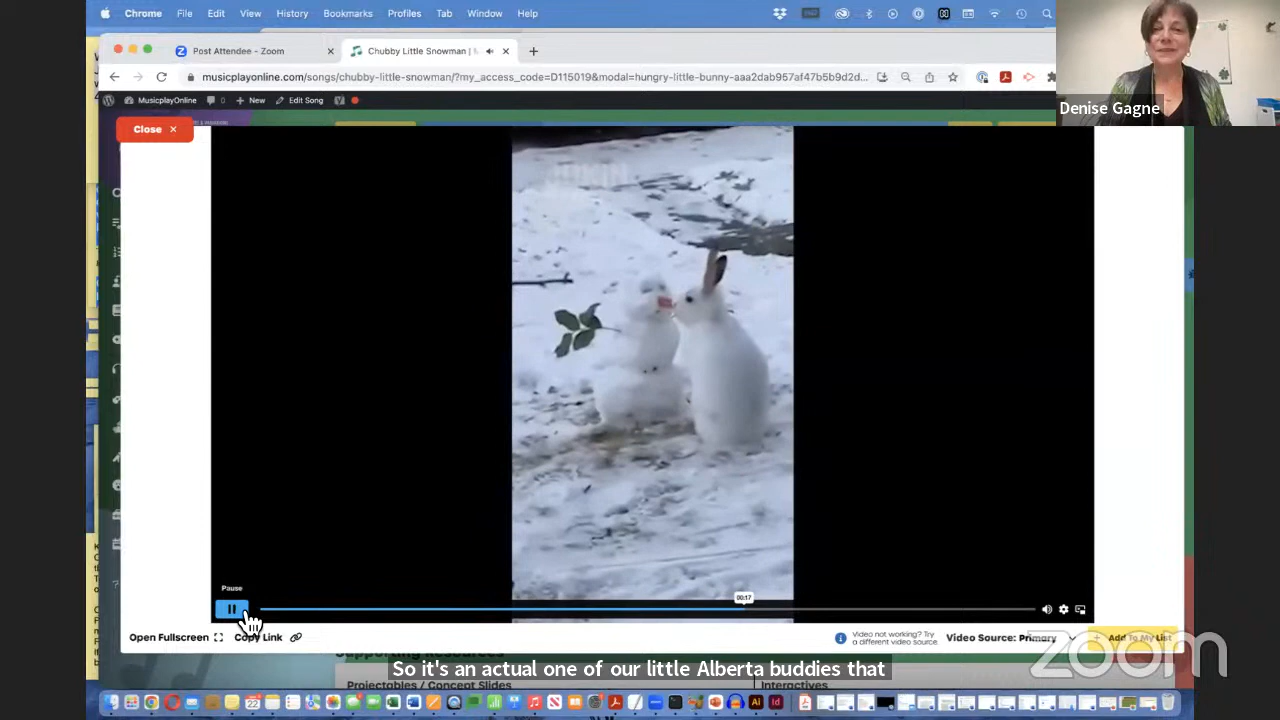 Chrome File Edit View History Bookmarks Profiles Tab Window Help
Post Attendee - Zoom
Chubby Little Snowman |
musicplayonline.com/songs/chubby-little-snowman/?my_access_code=D115019&modal=hungry-little-bunny-aaa2dab957af47b5b9d2d...
MusicplayOnline 0 + New Edit Song
Denise Gagne
Close ×
Pause
00:17
Open Fullscreen Copy Link
Video not working? Try
a different video source.
Video Source: Primary
+ Add To My List
zoom
Supporting Resources
So it's an actual one of our little Alberta buddies that
Projectables / Concept Slides
Interactives